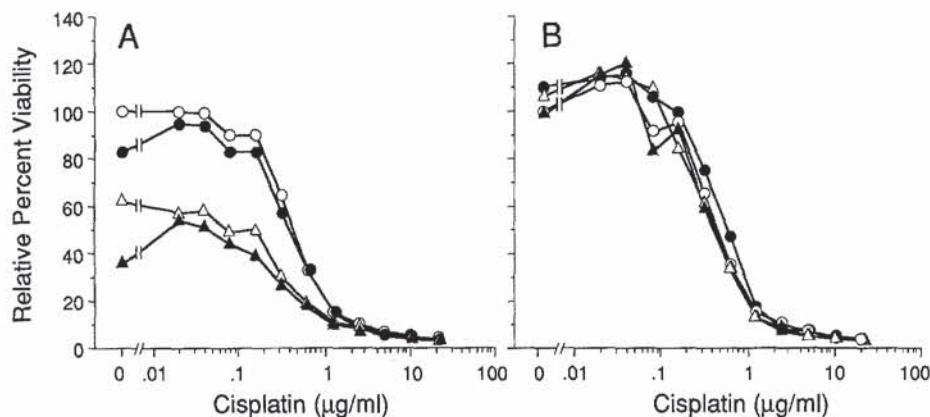 A
B
Relative Percent Viability
140
120
100
80
60
40
20
0
0 .01 .1 1 10 100
0 .01 .1 1 10 100
Cisplatin (μg/ml)
Cisplatin (μg/ml)